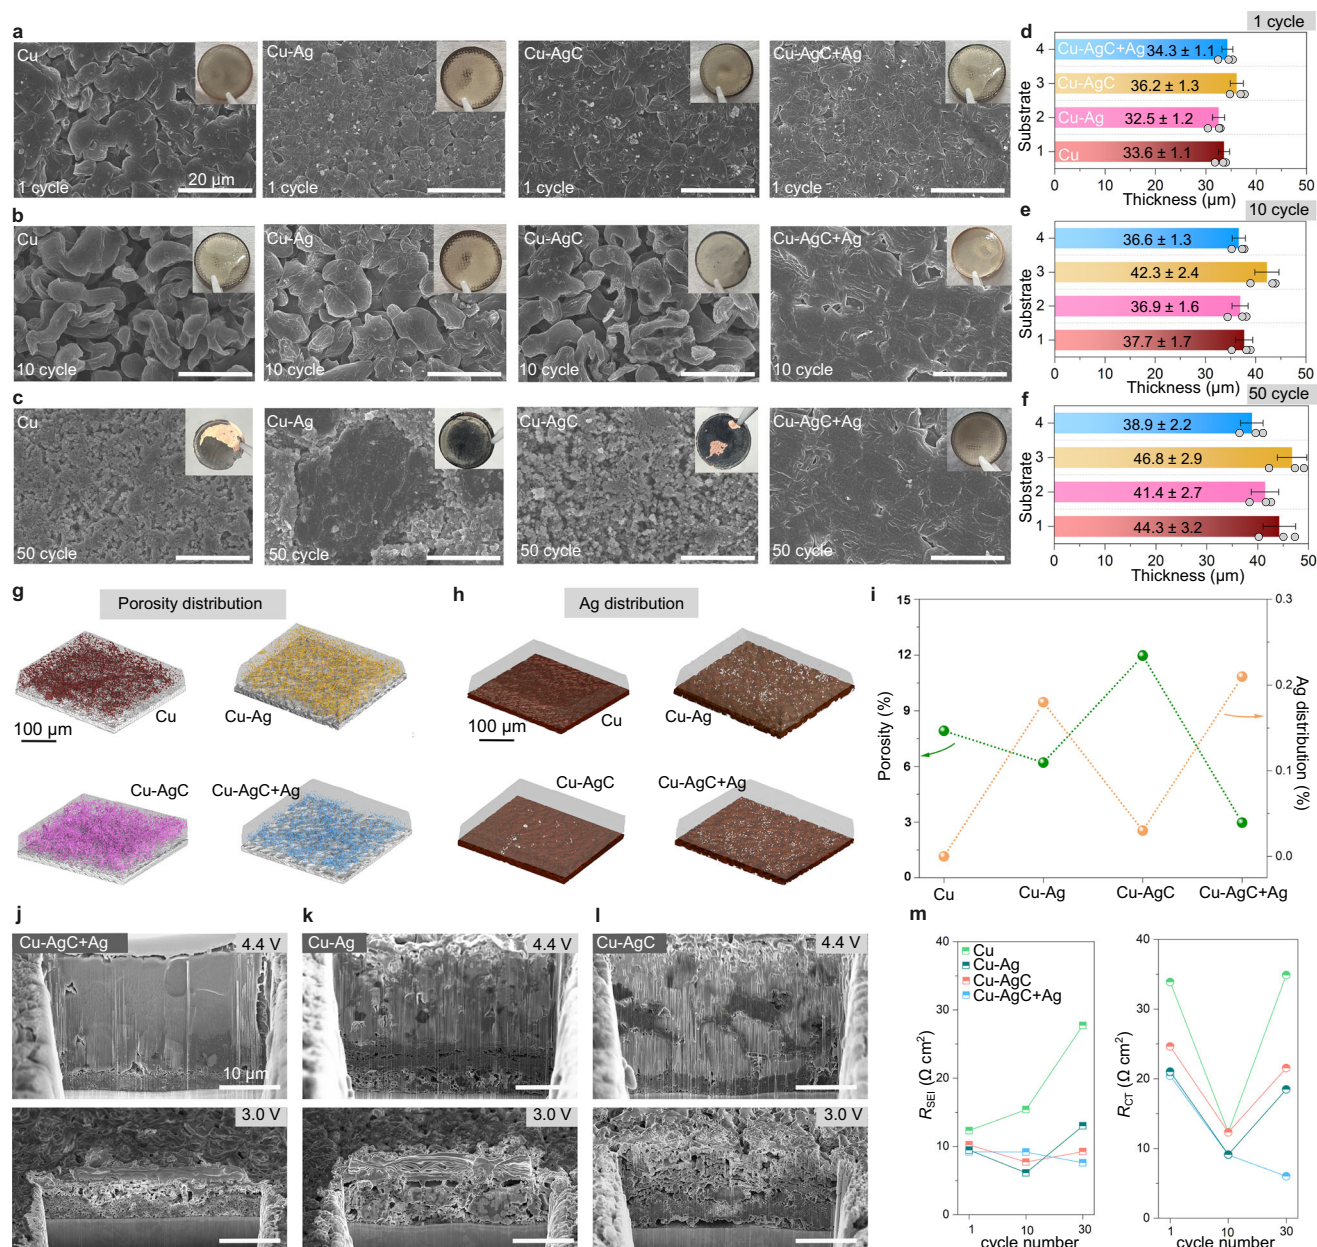 a
Cu
1 cycle
20 μm
Cu-Ag
1 cycle
Cu-AgC
1 cycle
Cu-AgC+Ag
1 cycle
d
1 cycle
Substrate
4
3
2
1
Cu-AgC+Ag 34.3 ± 1.1
Cu-AgC 36.2 ± 1.3
Cu-Ag 32.5 ± 1.2
Cu 33.6 ± 1.1
0 10 20 30 40 50
Thickness (μm)
b
Cu
10 cycle
Cu-Ag
10 cycle
Cu-AgC
10 cycle
Cu-AgC+Ag
10 cycle
e
10 cycle
Substrate
4
3
2
1
36.6 ± 1.3
42.3 ± 2.4
36.9 ± 1.6
37.7 ± 1.7
0 10 20 30 40 50
Thickness (μm)
c
Cu
50 cycle
Cu-Ag
50 cycle
Cu-AgC
50 cycle
Cu-AgC+Ag
50 cycle
f
50 cycle
Substrate
4
3
2
1
38.9 ± 2.2
46.8 ± 2.9
41.4 ± 2.7
44.3 ± 3.2
0 10 20 30 40 50
Thickness (μm)
g
Porosity distribution
Cu
100 μm
Cu-Ag
Cu-AgC
Cu-AgC+Ag
h
Ag distribution
Cu
100 μm
Cu-Ag
Cu-AgC
Cu-AgC+Ag
i
Porosity (%)
15
12
9
6
3
0
Ag distribution (%)
0.3
0.2
0.1
0.0
Cu Cu-Ag Cu-AgC Cu-AgC+Ag
j
Cu-AgC+Ag
4.4 V
10 μm
3.0 V
k
Cu-Ag
4.4 V
3.0 V
l
Cu-AgC
4.4 V
3.0 V
m
Cu
Cu-Ag
Cu-AgC
Cu-AgC+Ag
R_SEI (Ω cm²)
40
30
20
10
0
1 10 30
cycle number
R_CT (Ω cm²)
40
30
20
10
0
1 10 30
cycle number